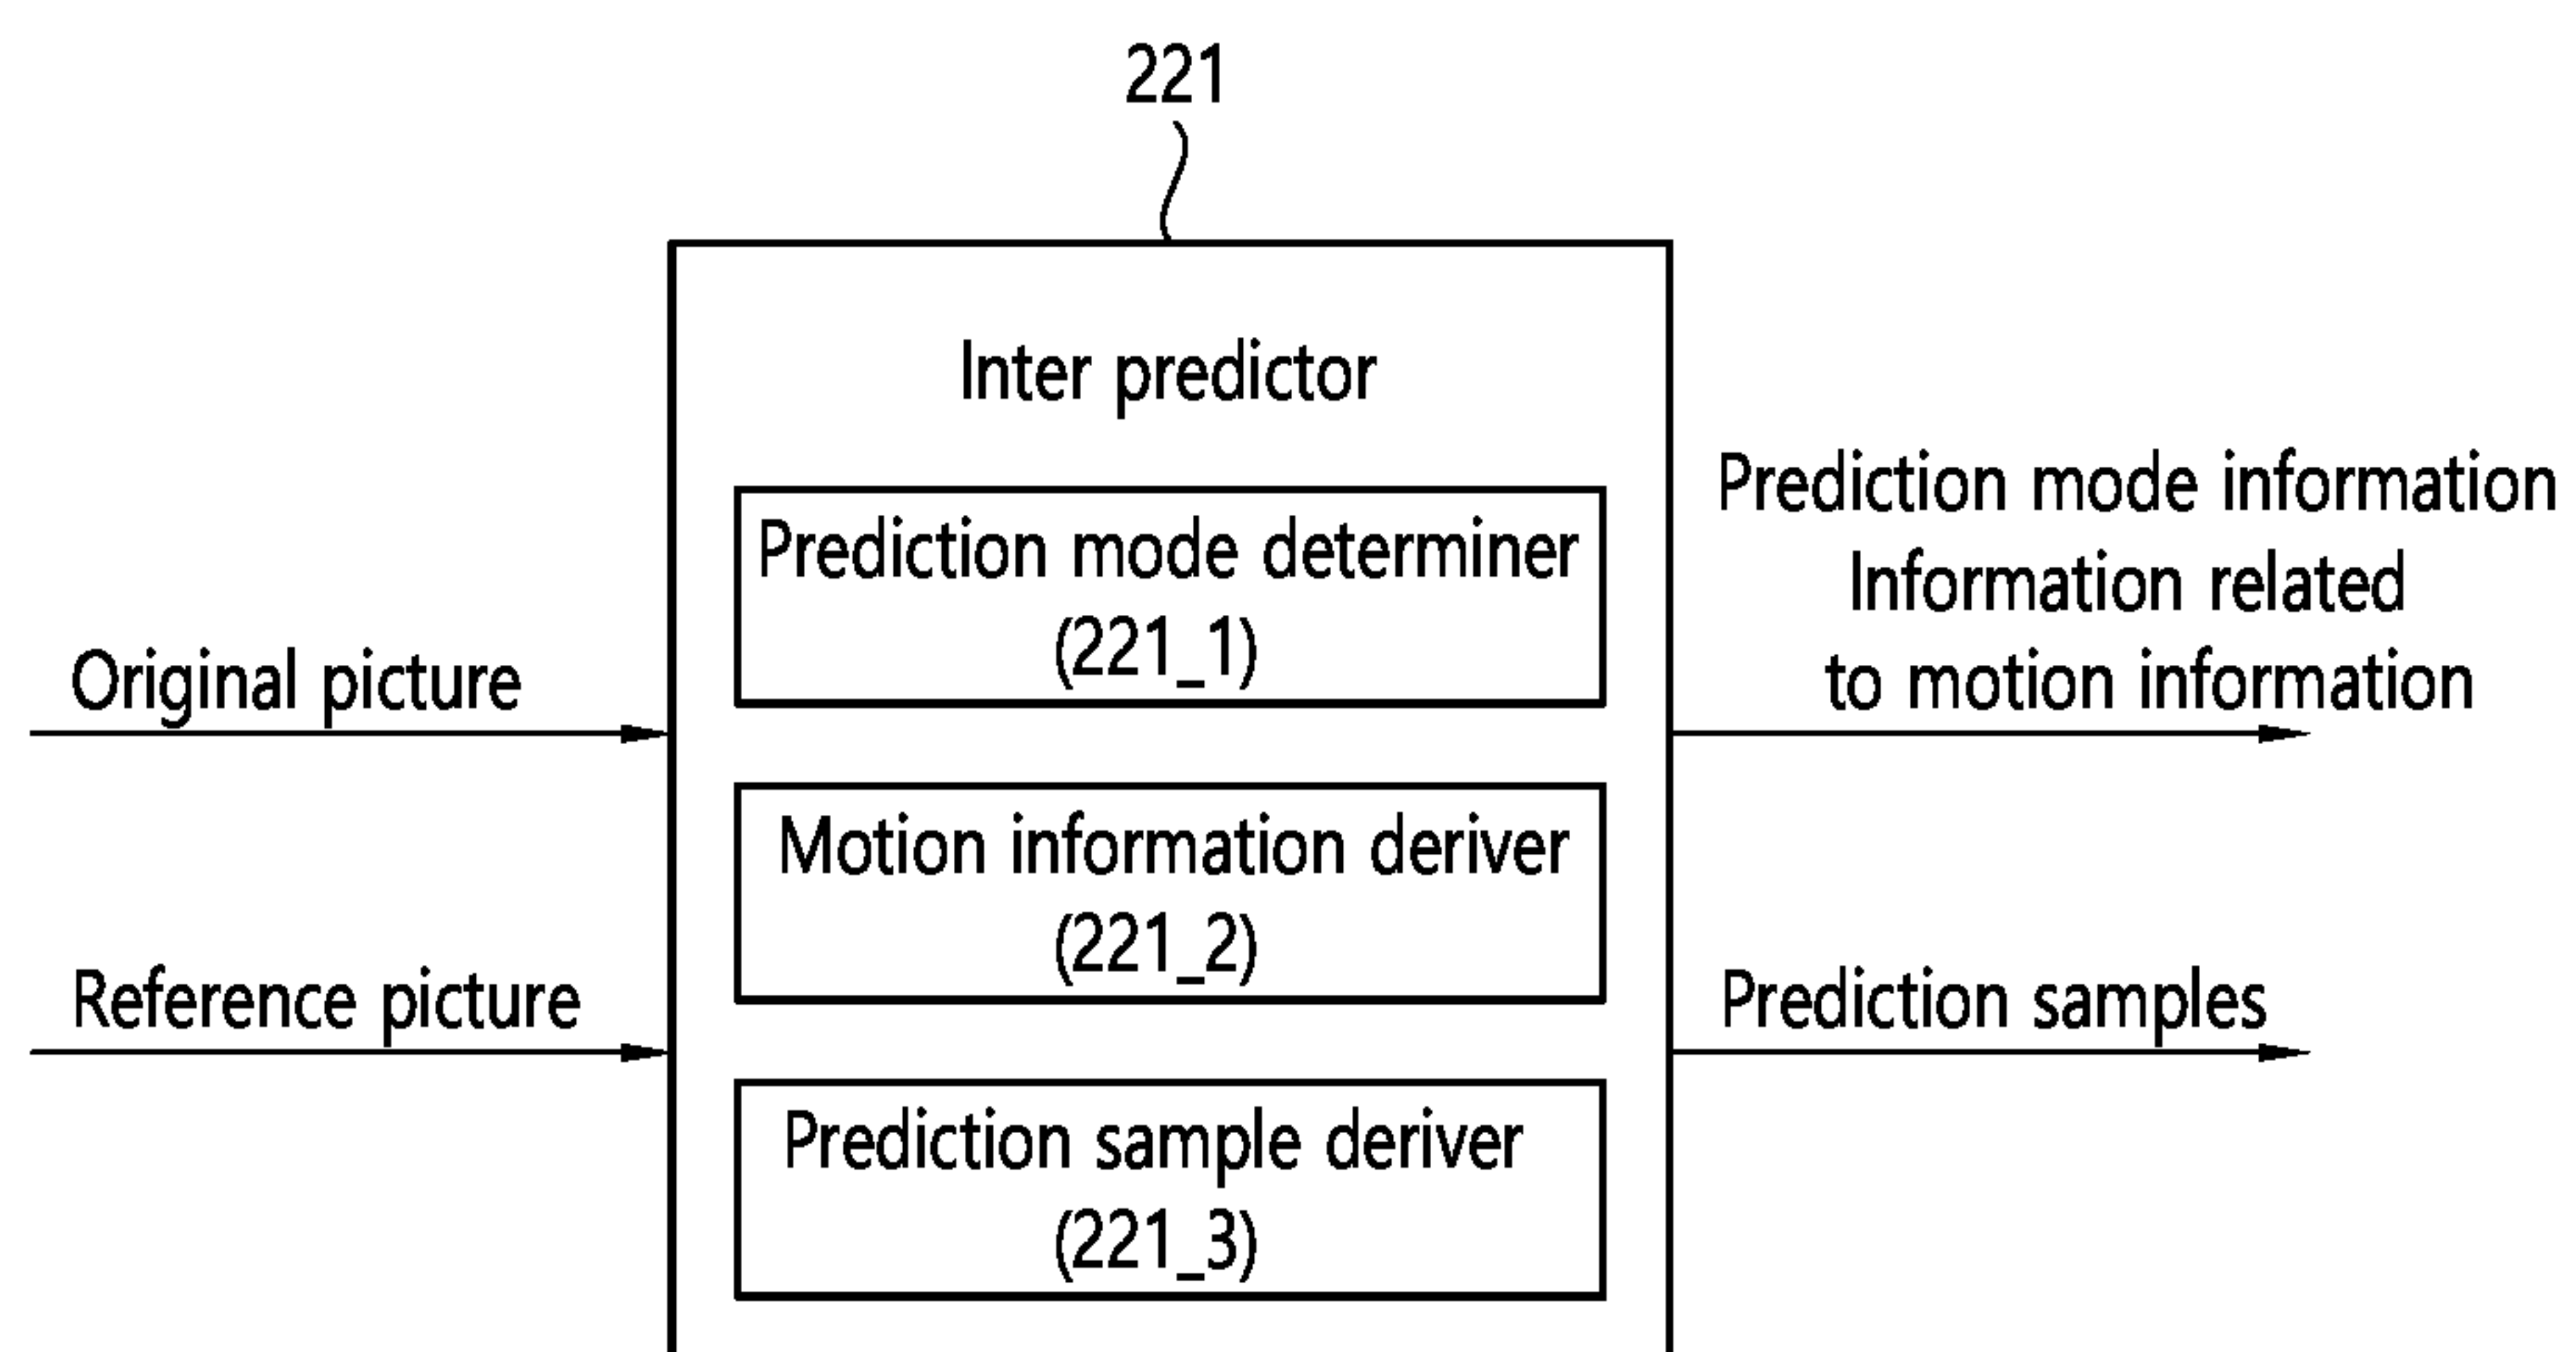 221
Inter predictor
Prediction mode determiner
(221_1)
Motion information deriver
(221_2)
Prediction sample deriver
(221_3)
Original picture
Reference picture
Prediction mode information
Information related
to motion information
Prediction samples